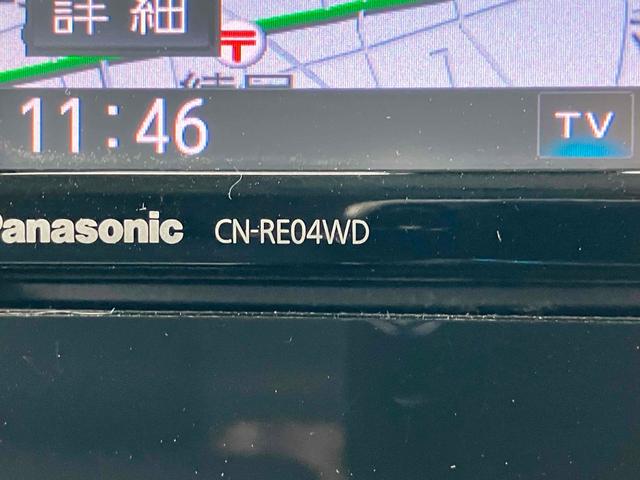 詳細
11:46
TV
Panasonic CN-RE04WD